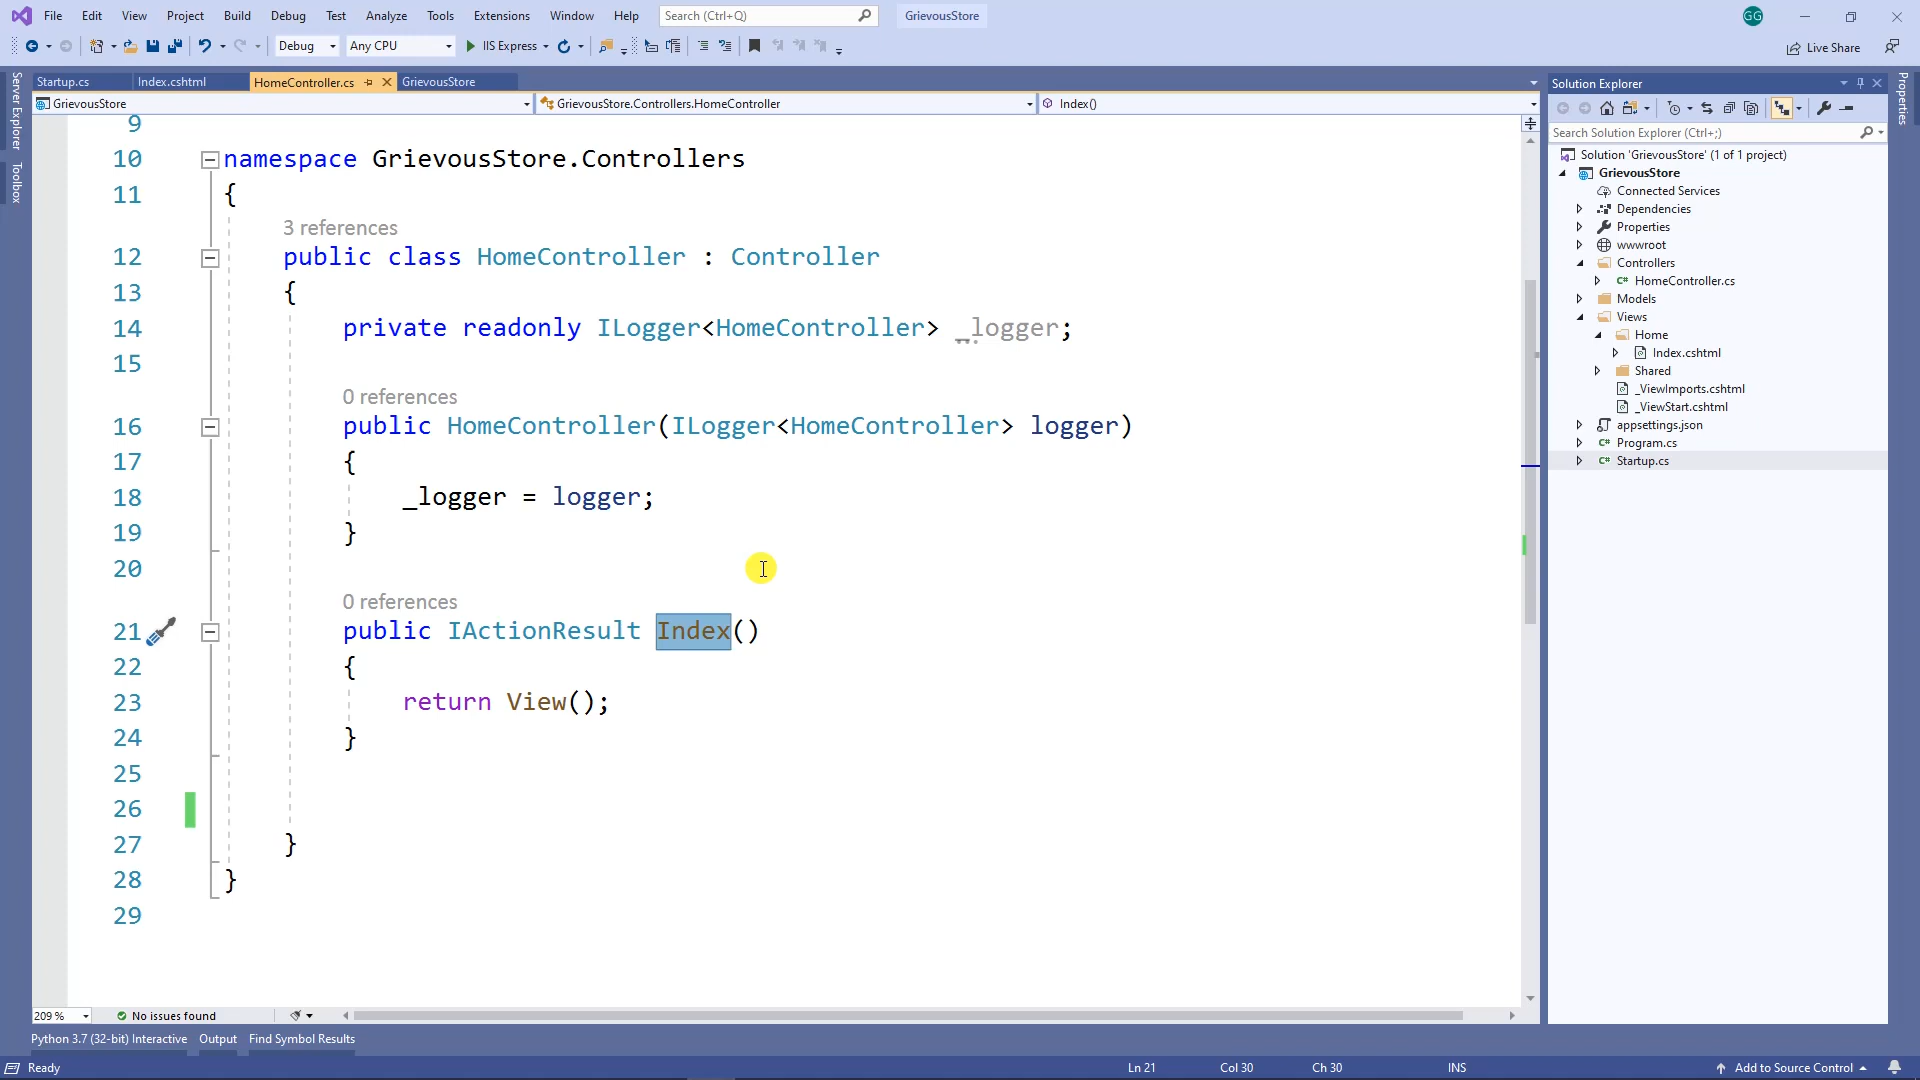 File Edit View Project Build Debug Test Analyze Tools Extensions Window Help Search (Ctrl+Q) GrievousStore GG
Debug Any CPU IIS Express Live Share
Startup.cs Index.cshtml HomeController.cs GrievousStore
GrievousStore GrievousStore.Controllers.HomeController Index()
Server Explorer
Toolbox
9
10 namespace GrievousStore.Controllers
11 {
3 references
12 public class HomeController : Controller
13 {
14 private readonly ILogger<HomeController> _logger;
15
0 references
16 public HomeController(ILogger<HomeController> logger)
17 {
18 _logger = logger;
19 }
20
0 references
21 public IActionResult Index()
22 {
23 return View();
24 }
25
26
27 }
28 }
29
209 % No issues found
Solution Explorer
Search Solution Explorer (Ctrl+;)
Solution 'GrievousStore' (1 of 1 project)
GrievousStore
Connected Services
Dependencies
Properties
wwwroot
Controllers
C# HomeController.cs
Models
Views
Home
Index.cshtml
Shared
_ViewImports.cshtml
_ViewStart.cshtml
appsettings.json
C# Program.cs
C# Startup.cs
Properties
Python 3.7 (32-bit) Interactive Output Find Symbol Results
Ready Ln 21 Col 30 Ch 30 INS Add to Source Control